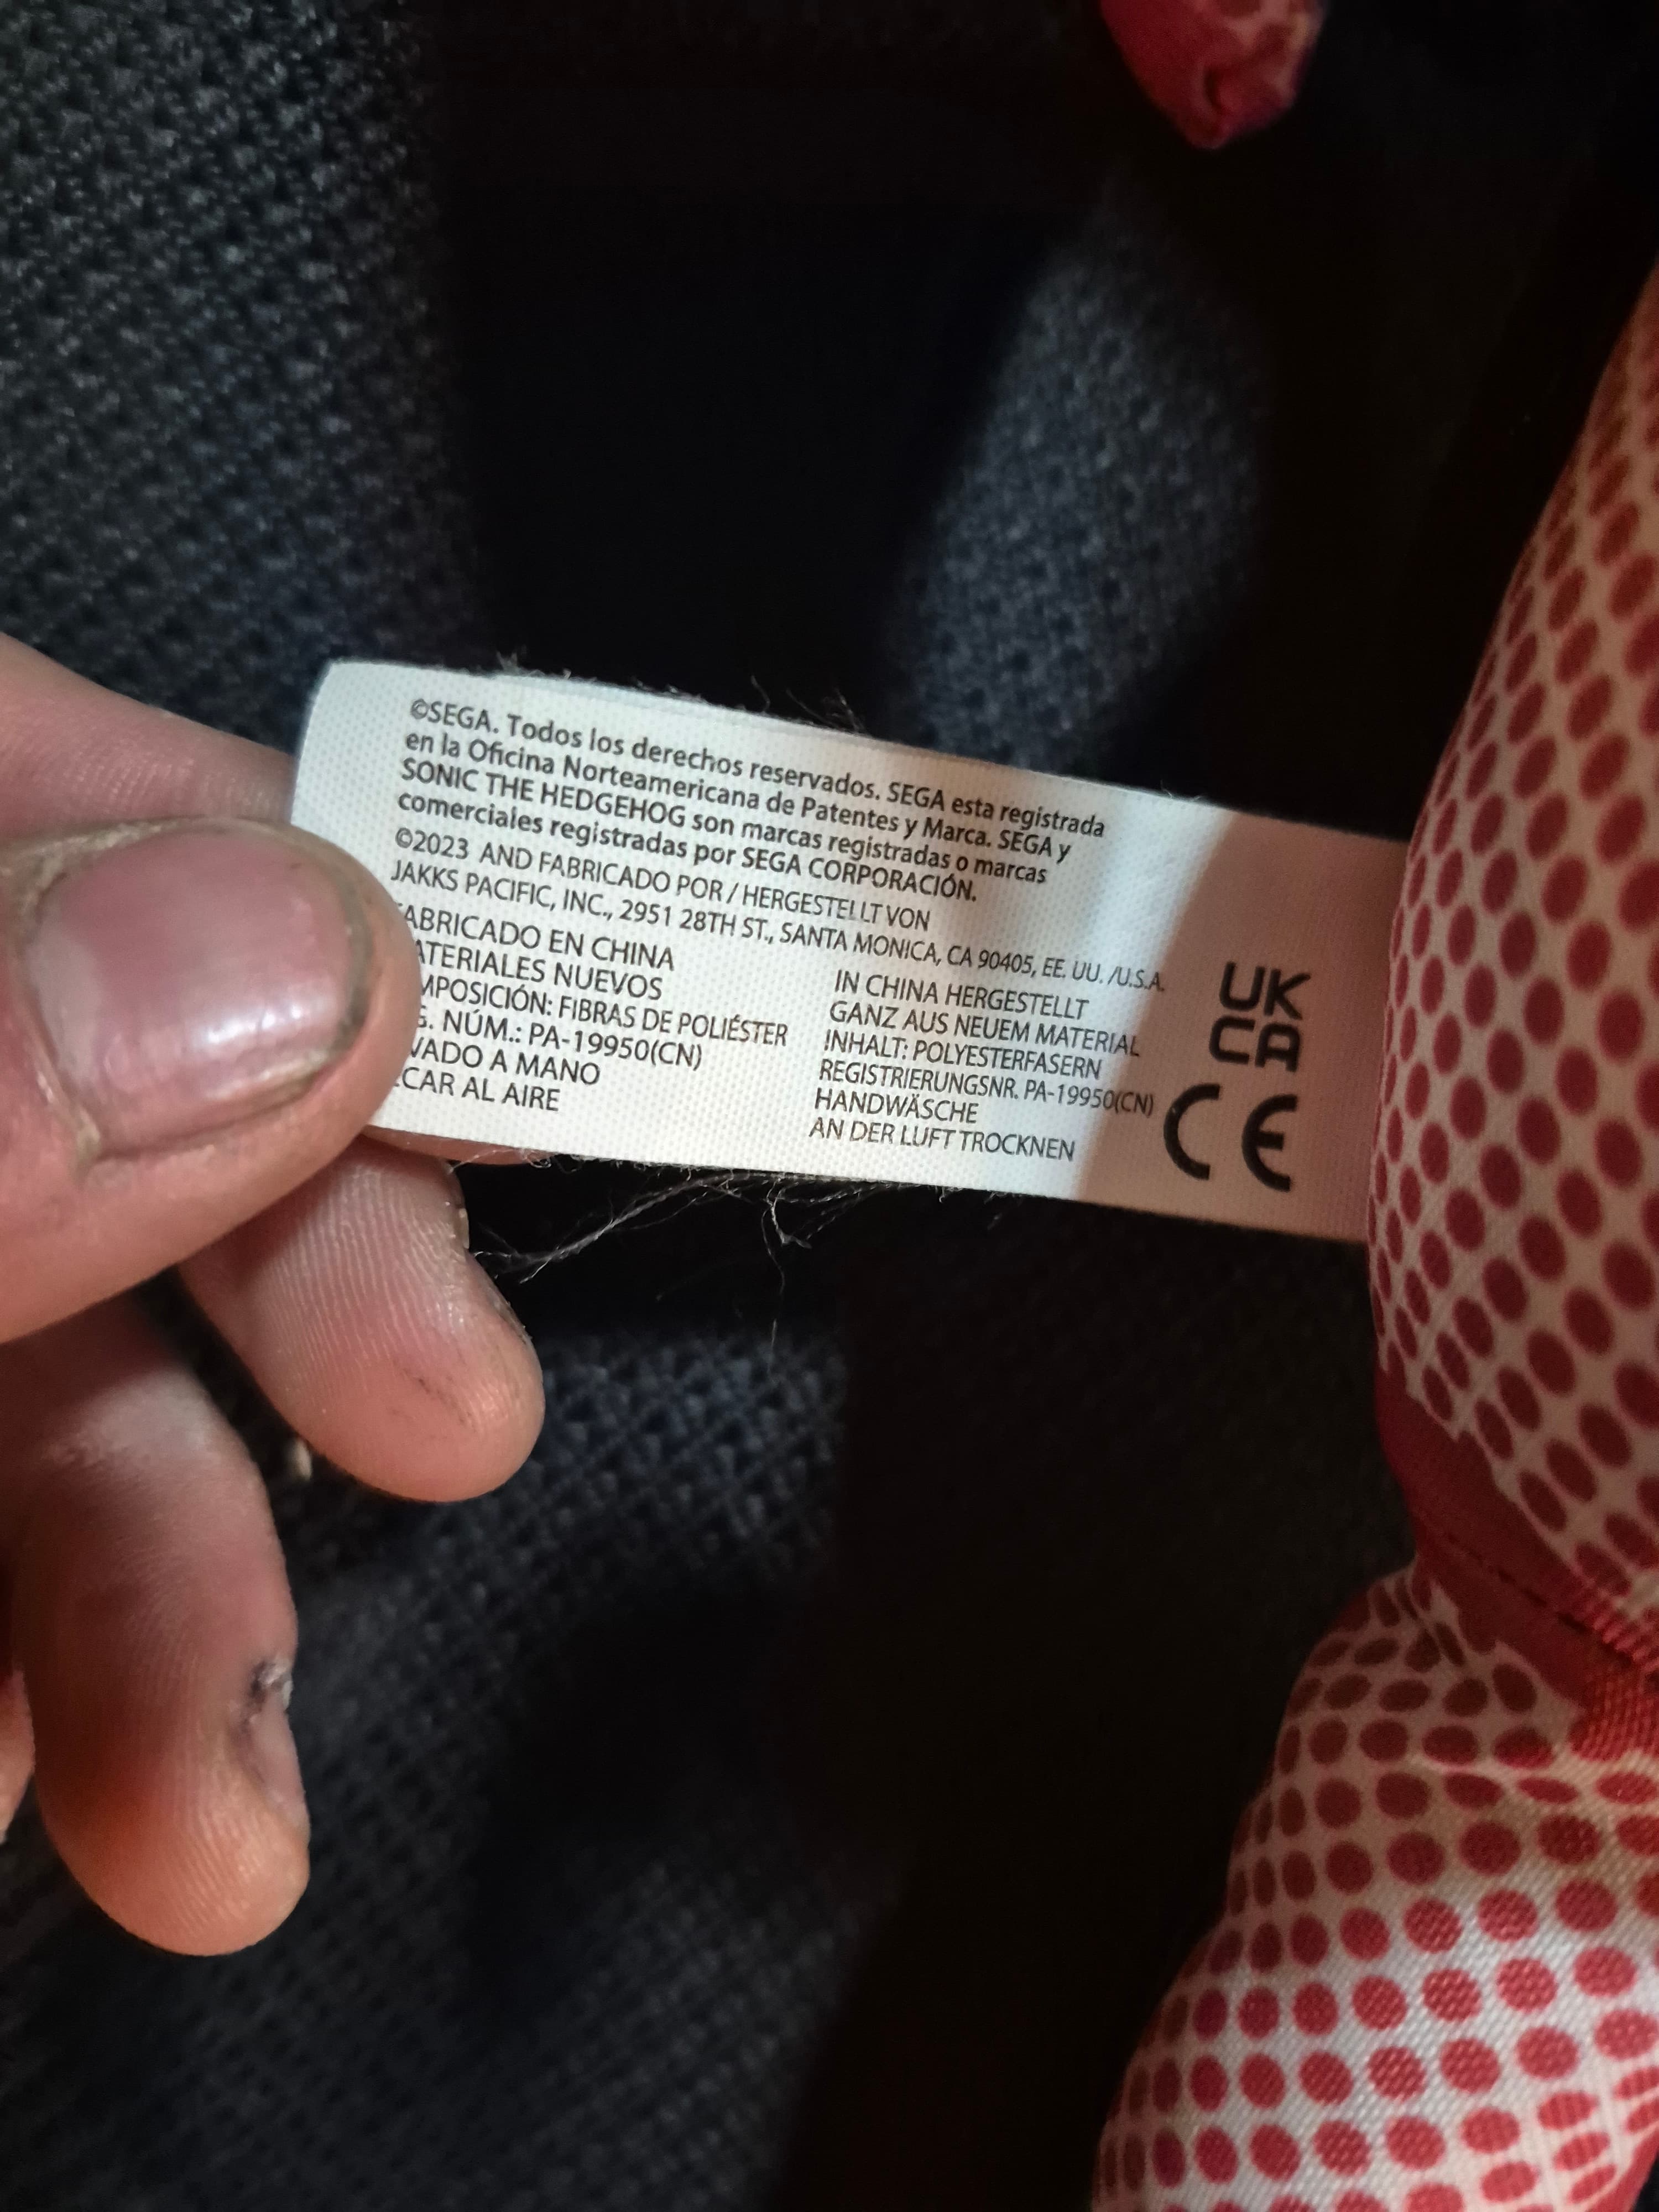 ©SEGA. Todos los derechos reservados. SEGA esta registrada
en la Oficina Norteamericana de Patentes y Marca. SEGA y
SONIC THE HEDGEHOG son marcas registradas o marcas
comerciales registradas por SEGA CORPORACIÓN.
©2023 AND FABRICADO POR / HERGESTELLT VON
JAKKS PACIFIC, INC., 2951 28TH ST., SANTA MONICA, CA 90405, EE. UU. /U.S.A.
ABRICADO EN CHINA
ATERIALES NUEVOS
MPOSICIÓN: FIBRAS DE POLIÉSTER
G. NÚM.: PA-19950(CN)
VADO A MANO
CAR AL AIRE
IN CHINA HERGESTELLT
GANZ AUS NEUEM MATERIAL
INHALT: POLYESTERFASERN
REGISTRIERUNGSNR. PA-19950(CN)
HANDWÄSCHE
AN DER LUFT TROCKNEN
UK
CA
CE